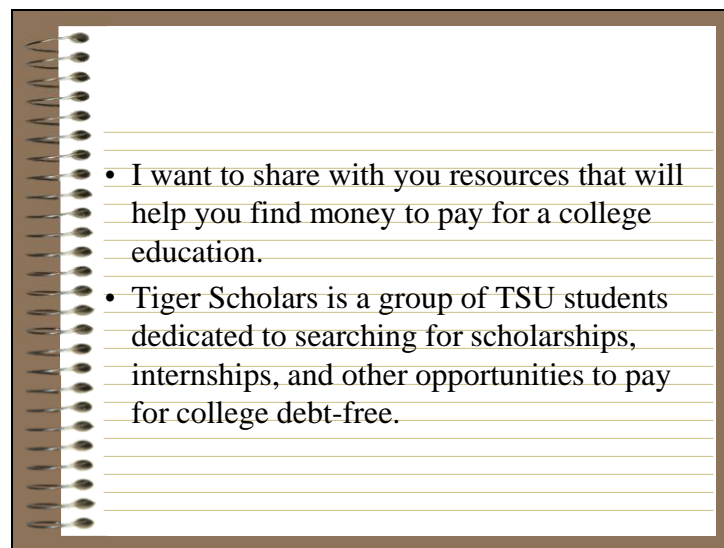 • I want to share with you resources that will
help you find money to pay for a college
education.
• Tiger Scholars is a group of TSU students
dedicated to searching for scholarships,
internships, and other opportunities to pay
for college debt-free.